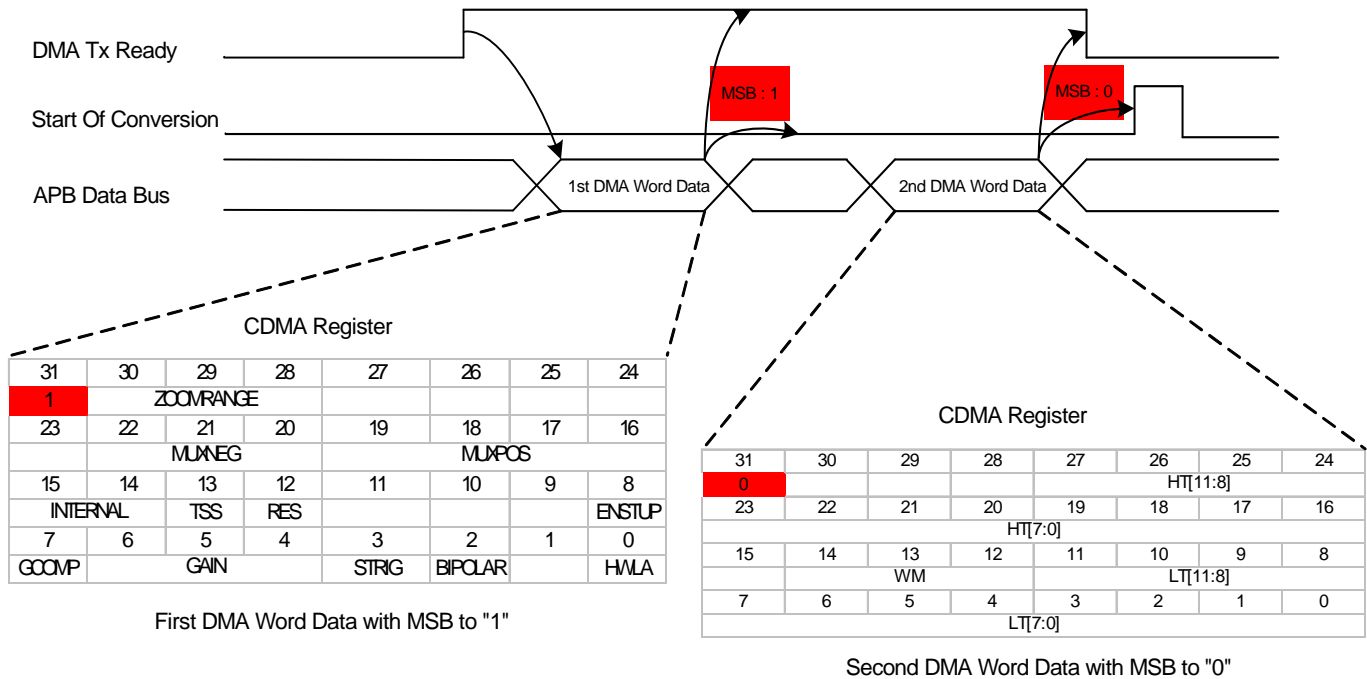 DMA Tx Ready
MSB : 1
MSB : 0
Start Of Conversion
APB Data Bus
1st DMA Word Data
2nd DMA Word Data
CDMA Register
31 30 29 28 27 26 25 24
1 ZOOMRANGE
23 22 21 20 19 18 17 16
MUXNEG MUXPOS
15 14 13 12 11 10 9 8
INTERNAL TSS RES ENSTUP
7 6 5 4 3 2 1 0
GCOMP GAIN STRIG BIPOLAR HWLA
First DMA Word Data with MSB to "1"
CDMA Register
31 30 29 28 27 26 25 24
0 HT[11:8]
23 22 21 20 19 18 17 16
HT[7:0]
15 14 13 12 11 10 9 8
WM LT[11:8]
7 6 5 4 3 2 1 0
LT[7:0]
Second DMA Word Data with MSB to "0"